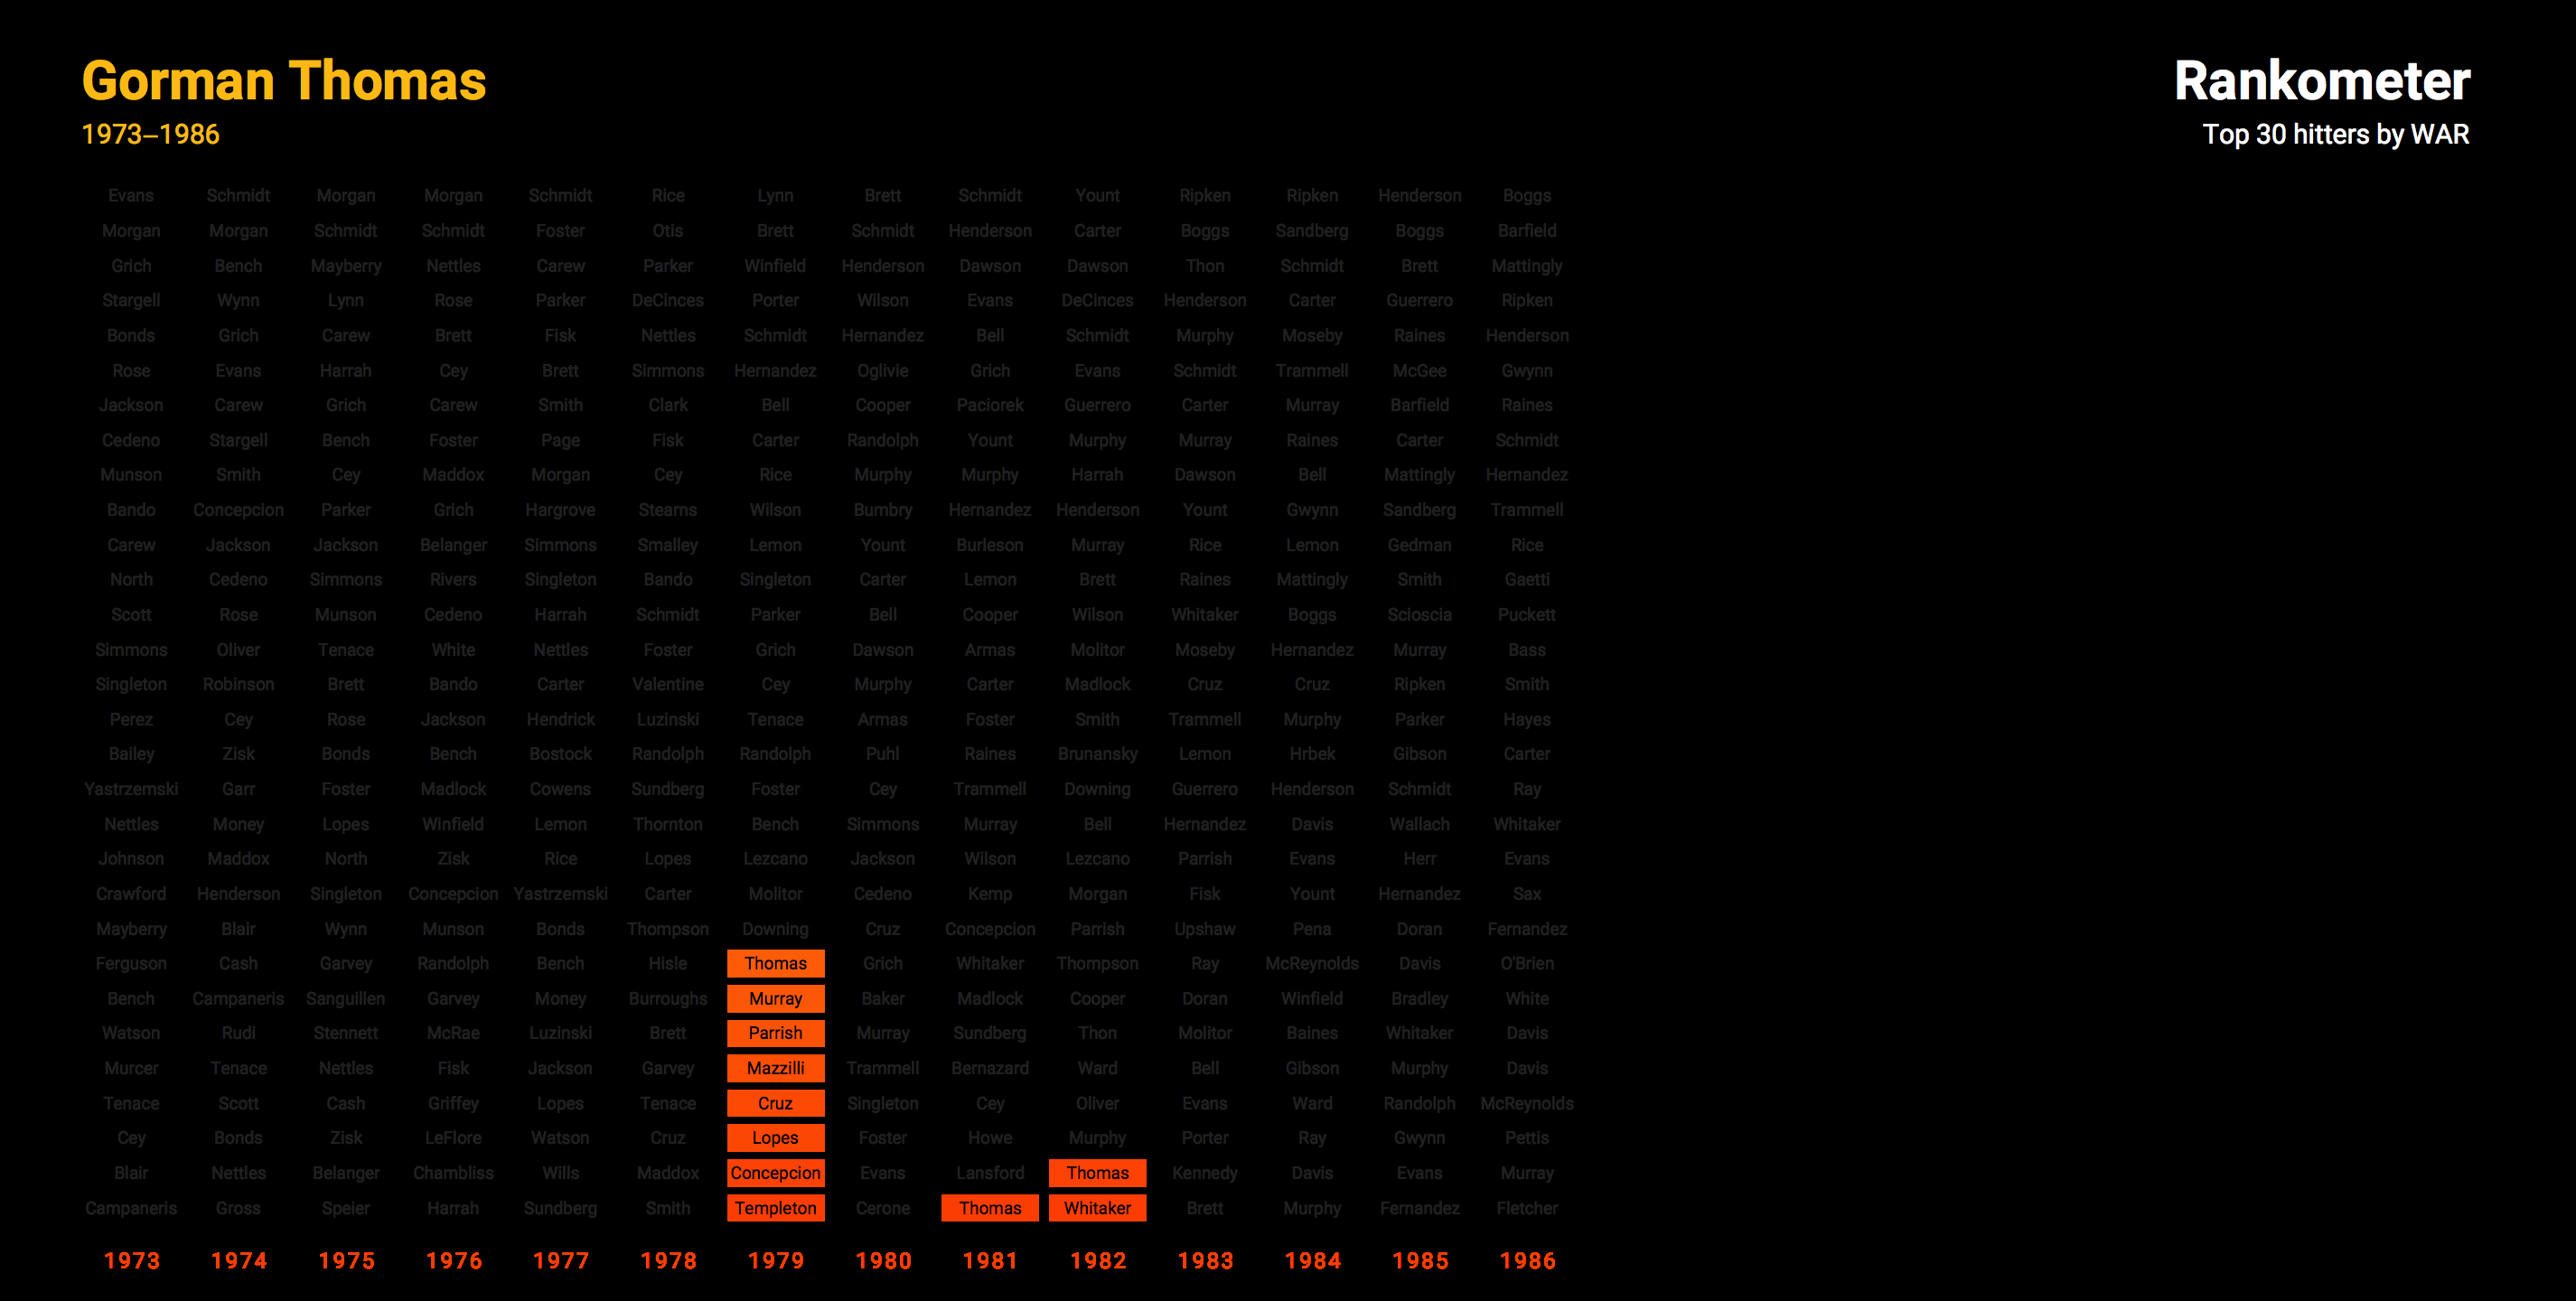 Gorman Thomas
1973–1986
Rankometer
Top 30 hitters by WAR
Evans Schmidt Morgan Morgan Schmidt Rice Lynn Brett Schmidt Yount Ripken Ripken Henderson Boggs
Morgan Morgan Schmidt Schmidt Foster Otis Brett Schmidt Henderson Carter Boggs Sandberg Boggs Barfield
Grich Bench Mayberry Nettles Carew Parker Winfield Henderson Dawson Dawson Thon Schmidt Brett Mattingly
Stargell Wynn Lynn Rose Parker DeCinces Porter Wilson Evans DeCinces Henderson Carter Guerrero Ripken
Bonds Grich Carew Brett Fisk Nettles Schmidt Hernandez Bell Schmidt Murphy Moseby Raines Henderson
Rose Evans Harrah Cey Brett Simmons Hernandez Oglivie Grich Evans Schmidt Trammell McGee Gwynn
Jackson Carew Grich Carew Smith Clark Bell Cooper Paciorek Guerrero Carter Murray Barfield Raines
Cedeno Stargell Bench Foster Page Fisk Carter Randolph Yount Murphy Murray Raines Carter Schmidt
Munson Smith Cey Maddox Morgan Cey Rice Murphy Murphy Harrah Dawson Bell Mattingly Hernandez
Bando Concepcion Parker Grich Hargrove Stearns Wilson Bumbry Hernandez Henderson Yount Gwynn Sandberg Trammell
Carew Jackson Jackson Belanger Simmons Smalley Lemon Yount Burleson Murray Rice Lemon Gedman Rice
North Cedeno Simmons Rivers Singleton Bando Singleton Carter Lemon Brett Raines Mattingly Smith Gaetti
Scott Rose Munson Cedeno Harrah Schmidt Parker Bell Cooper Wilson Whitaker Boggs Scioscia Puckett
Simmons Oliver Tenace White Nettles Foster Grich Dawson Armas Molitor Moseby Hernandez Murray Bass
Singleton Robinson Brett Bando Carter Valentine Cey Murphy Carter Madlock Cruz Cruz Ripken Smith
Perez Cey Rose Jackson Hendrick Luzinski Tenace Armas Foster Smith Trammell Murphy Parker Hayes
Bailey Zisk Bonds Bench Bostock Randolph Randolph Puhl Raines Brunansky Lemon Hrbek Gibson Carter
Yastrzemski Garr Foster Madlock Cowens Sundberg Foster Cey Trammell Downing Guerrero Henderson Schmidt Ray
Nettles Money Lopes Winfield Lemon Thornton Bench Simmons Murray Bell Hernandez Davis Wallach Whitaker
Johnson Maddox North Zisk Rice Lopes Lezcano Jackson Wilson Lezcano Parrish Evans Herr Evans
Crawford Henderson Singleton Concepcion Yastrzemski Carter Molitor Cedeno Kemp Morgan Fisk Yount Hernandez Sax
Mayberry Blair Wynn Munson Bonds Thompson Downing Cruz Concepcion Parrish Upshaw Pena Doran Fernandez
Ferguson Cash Garvey Randolph Bench Hisle Thomas Grich Whitaker Thompson Ray McReynolds Davis O'Brien
Bench Campaneris Sanguillen Garvey Money Burroughs Murray Baker Madlock Cooper Doran Winfield Bradley White
Watson Rudi Stennett McRae Luzinski Brett Parrish Murray Sundberg Thon Molitor Baines Whitaker Davis
Murcer Tenace Nettles Fisk Jackson Garvey Mazzilli Trammell Bernazard Ward Bell Gibson Murphy Davis
Tenace Scott Cash Griffey Lopes Tenace Cruz Singleton Cey Oliver Evans Ward Randolph McReynolds
Cey Bonds Zisk LeFlore Watson Cruz Lopes Foster Howe Murphy Porter Ray Gwynn Pettis
Blair Nettles Belanger Chambliss Wills Maddox Concepcion Evans Lansford Thomas Kennedy Davis Evans Murray
Campaneris Gross Speier Harrah Sundberg Smith Templeton Cerone Thomas Whitaker Brett Murphy Fernandez Fletcher
1973 1974 1975 1976 1977 1978 1979 1980 1981 1982 1983 1984 1985 1986